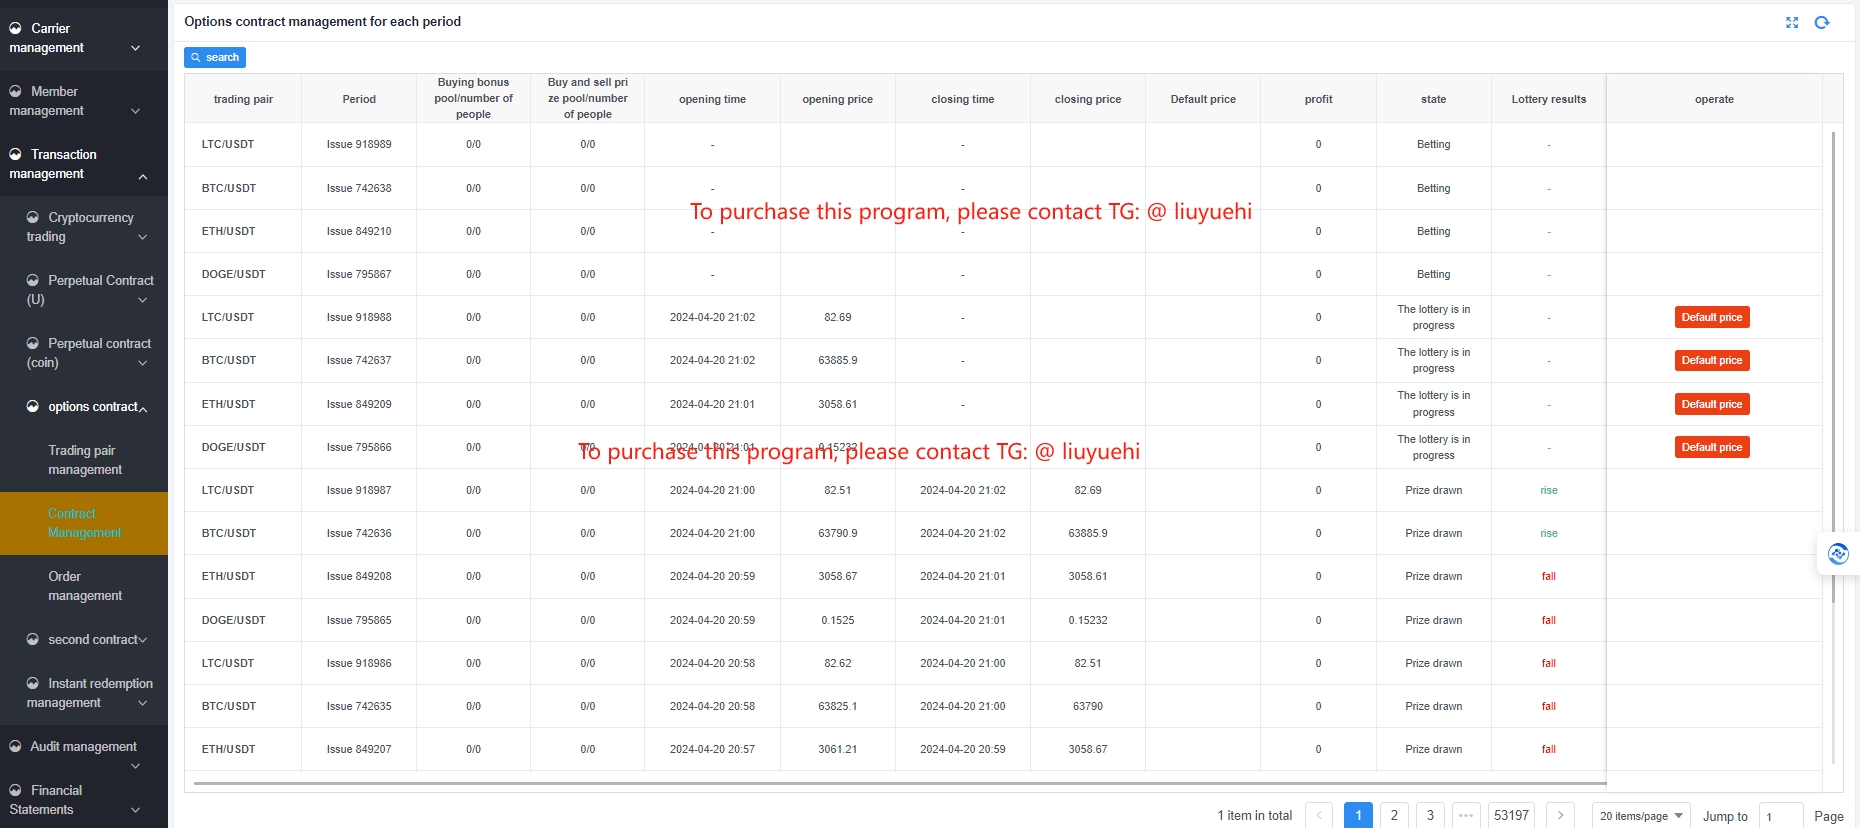 Carrier
management
Member
management
Transaction
management
Cryptocurrency
trading
Perpetual Contract
(U)
Perpetual contract
(coin)
options contract
Trading pair
management
Contract
Management
Order
management
second contract
Instant redemption
management
Audit management
Financial
Statements
Options contract management for each period
search
trading pair Period Buying bonus pool/number of people Buy and sell pri ze pool/number of people opening time opening price closing time closing price Default price profit state Lottery results operate
LTC/USDT Issue 918989 0/0 0/0 - - 0 Betting -
BTC/USDT Issue 742638 0/0 0/0 - - 0 Betting -
To purchase this program, please contact TG: @ liuyuehi
ETH/USDT Issue 849210 0/0 0/0 - - 0 Betting -
DOGE/USDT Issue 795867 0/0 0/0 - - 0 Betting -
LTC/USDT Issue 918988 0/0 0/0 2024-04-20 21:02 82.69 - 0 The lottery is in progress - Default price
BTC/USDT Issue 742637 0/0 0/0 2024-04-20 21:02 63885.9 - 0 The lottery is in progress - Default price
ETH/USDT Issue 849209 0/0 0/0 2024-04-20 21:01 3058.61 - 0 The lottery is in progress - Default price
DOGE/USDT Issue 795866 0/0 0/0 2024-04-20 21:01 0.15232 0 The lottery is in progress - Default price
To purchase this program, please contact TG: @ liuyuehi
LTC/USDT Issue 918987 0/0 0/0 2024-04-20 21:00 82.51 2024-04-20 21:02 82.69 0 Prize drawn rise
BTC/USDT Issue 742636 0/0 0/0 2024-04-20 21:00 63790.9 2024-04-20 21:02 63885.9 0 Prize drawn rise
ETH/USDT Issue 849208 0/0 0/0 2024-04-20 20:59 3058.67 2024-04-20 21:01 3058.61 0 Prize drawn fall
DOGE/USDT Issue 795865 0/0 0/0 2024-04-20 20:59 0.1525 2024-04-20 21:01 0.15232 0 Prize drawn fall
LTC/USDT Issue 918986 0/0 0/0 2024-04-20 20:58 82.62 2024-04-20 21:00 82.51 0 Prize drawn fall
BTC/USDT Issue 742635 0/0 0/0 2024-04-20 20:58 63825.1 2024-04-20 21:00 63790 0 Prize drawn fall
ETH/USDT Issue 849207 0/0 0/0 2024-04-20 20:57 3061.21 2024-04-20 20:59 3058.67 0 Prize drawn fall
1 item in total 1 2 3 ··· 53197 20 items/page Jump to 1 Page